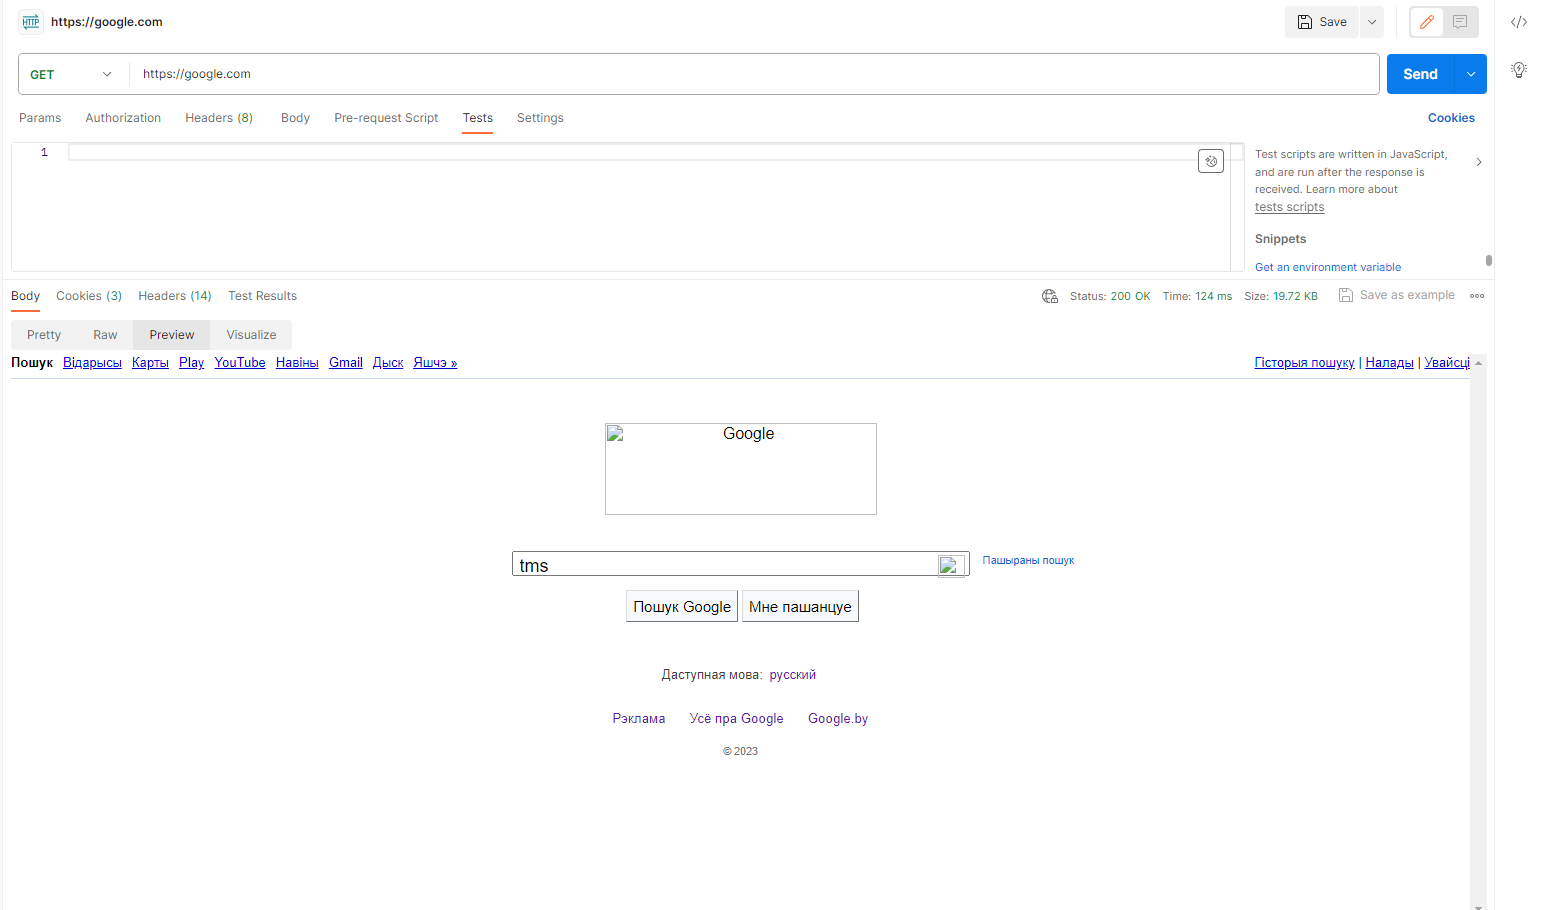 HTTP https://google.com Save
GET https://google.com Send
Params Authorization Headers (8) Body Pre-request Script Tests Settings Cookies
1
Test scripts are written in JavaScript,
and are run after the response is
received. Learn more about
tests scripts
Snippets
Get an environment variable
Body Cookies (3) Headers (14) Test Results Status: 200 OK Time: 124 ms Size: 19.72 KB Save as example
Pretty Raw Preview Visualize
Пошук Відарысы Карты Play YouTube Навіны Gmail Дыск Яшчэ » Гісторыя пошуку | Налады | Увайсці
Google
tms Пашыраны пошук
Пошук Google Мне пашанцуе
Даступная мова: русский
Рэклама Усё пра Google Google.by
© 2023